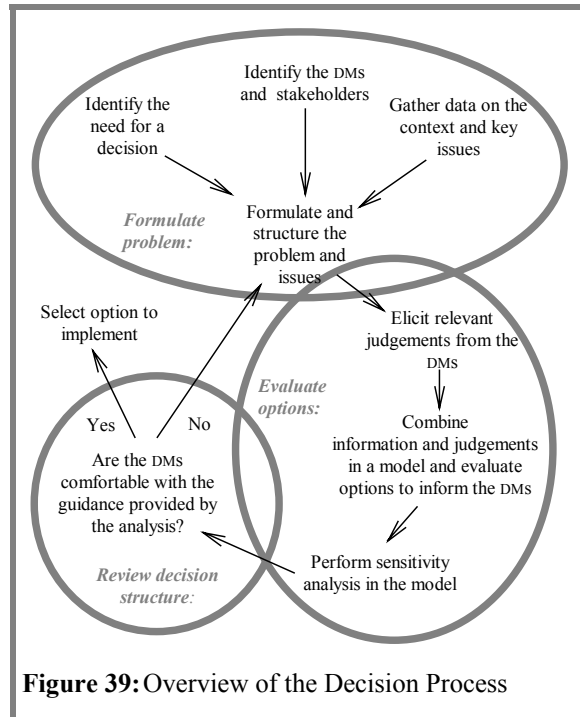 Identify the
need for a
decision
Identify the DMs
and stakeholders
Gather data on the
context and key
issues
Formulate
problem:
Formulate and
structure the
problem and
issues
Select option to
implement
Elicit relevant
judgements from the
DMs
Evaluate
options:
Yes
No
Combine
information and judgements
in a model and evaluate
options to inform the DMs
Are the DMs
comfortable with the
guidance provided by
the analysis?
Perform sensitivity
analysis in the model
Review decision
structure:
Figure 39: Overview of the Decision Process